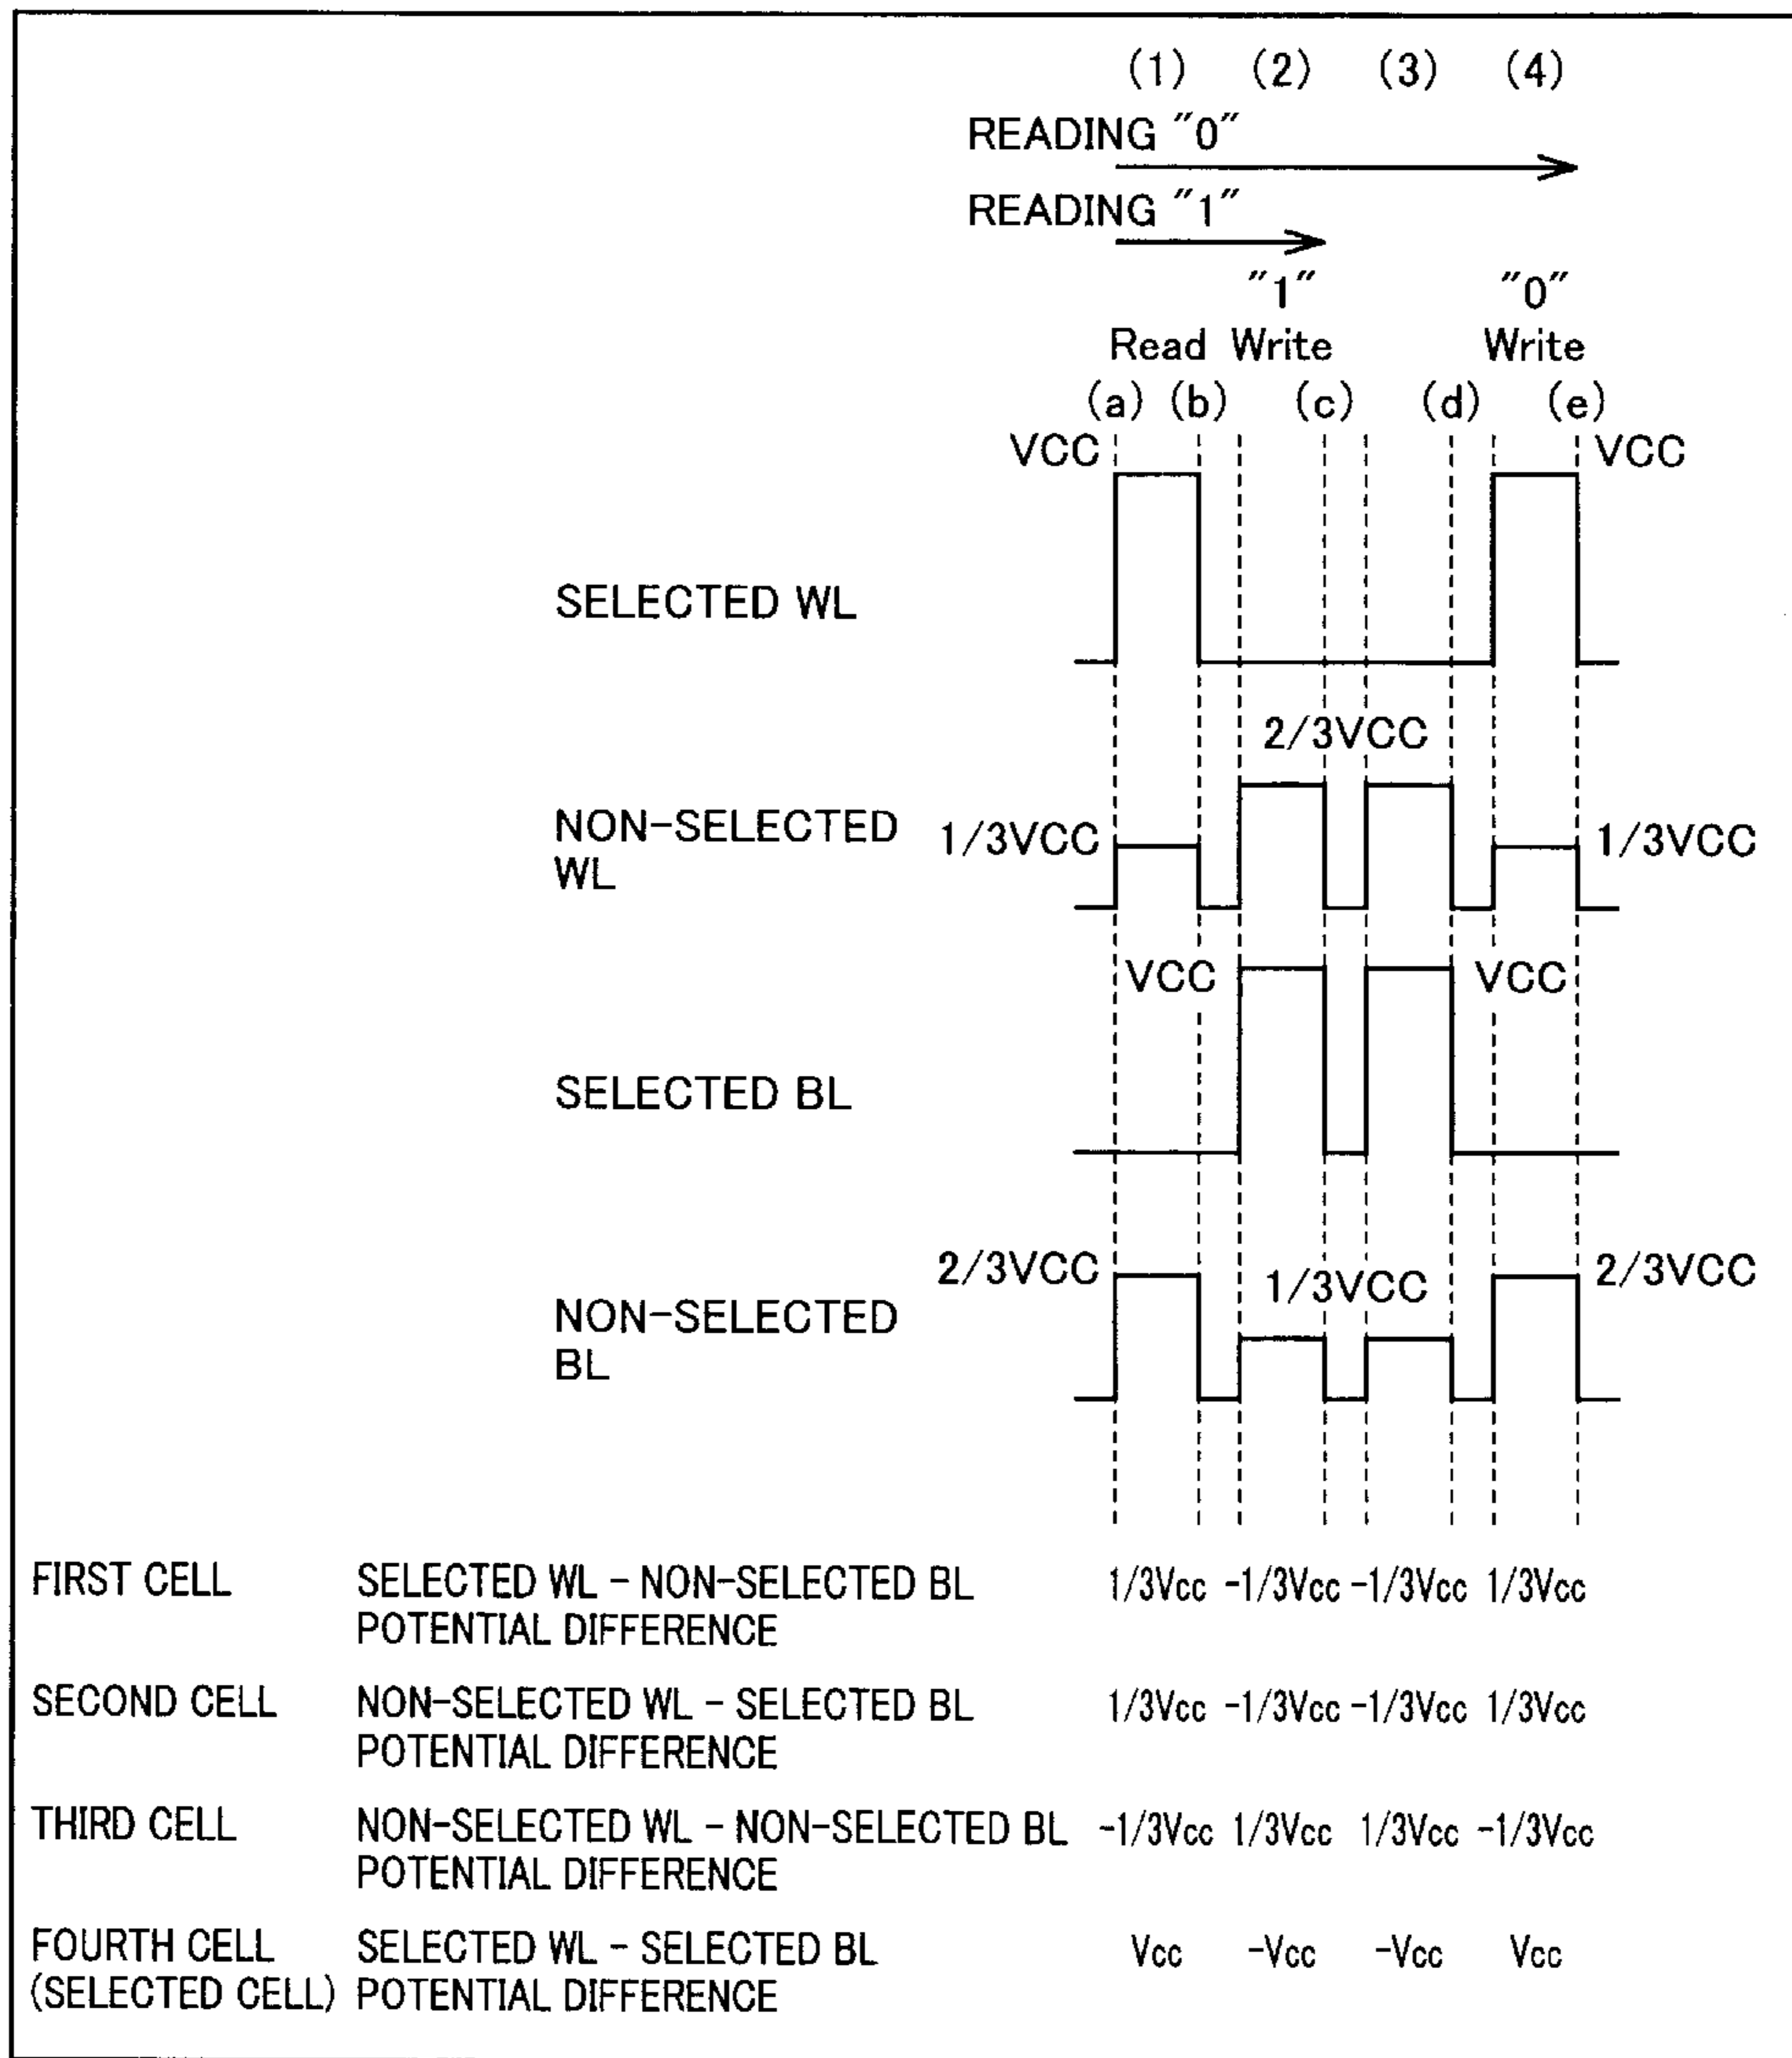 (1) (2) (3) (4)
READING "0"
READING "1"
"1" "0"
Read Write Write
(a) (b) (c) (d) (e)
VCC VCC
SELECTED WL
2/3VCC
NON-SELECTED
WL
1/3VCC 1/3VCC
VCC VCC
SELECTED BL
2/3VCC 1/3VCC 2/3VCC
NON-SELECTED
BL
FIRST CELL SELECTED WL - NON-SELECTED BL 1/3Vcc -1/3Vcc -1/3Vcc 1/3Vcc
POTENTIAL DIFFERENCE
SECOND CELL NON-SELECTED WL - SELECTED BL 1/3Vcc -1/3Vcc -1/3Vcc 1/3Vcc
POTENTIAL DIFFERENCE
THIRD CELL NON-SELECTED WL - NON-SELECTED BL -1/3Vcc 1/3Vcc 1/3Vcc -1/3Vcc
POTENTIAL DIFFERENCE
FOURTH CELL SELECTED WL - SELECTED BL Vcc -Vcc -Vcc Vcc
(SELECTED CELL) POTENTIAL DIFFERENCE